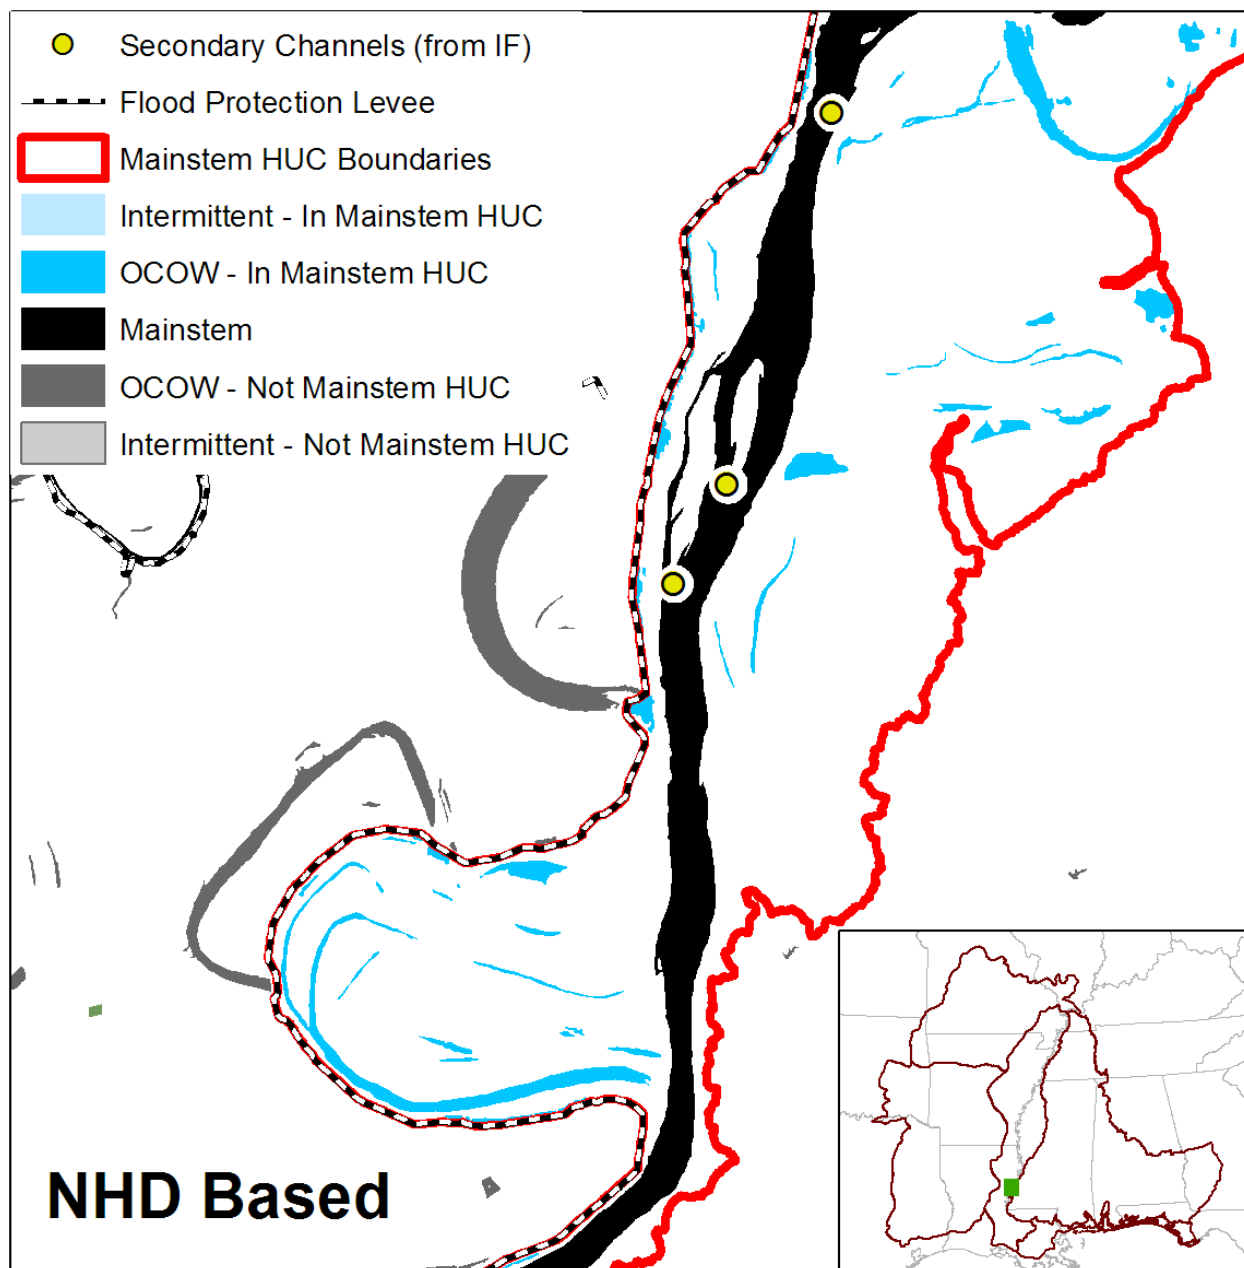 Secondary Channels (from IF)
Flood Protection Levee
Mainstem HUC Boundaries
Intermittent - In Mainstem HUC
OCOW - In Mainstem HUC
Mainstem
OCOW - Not Mainstem HUC
Intermittent - Not Mainstem HUC
NHD Based